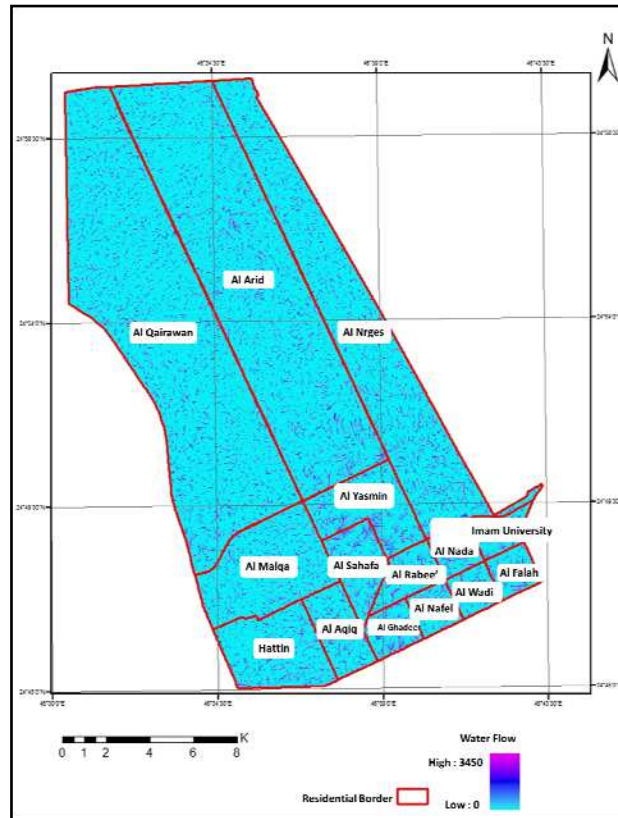 N
Al Arid
Al Qairawan
Al Nrges
Al Yasmin
Imam University
Al Nada
Al Malqa
Al Sahafa
Al Rabee'
Al Falah
Al Wadi
Al Nafel
Al Ghadeer
Al Aqiq
Hattin
0 1 2 4 6 8 K
Water Flow
High : 3450
Low : 0
Residential Border